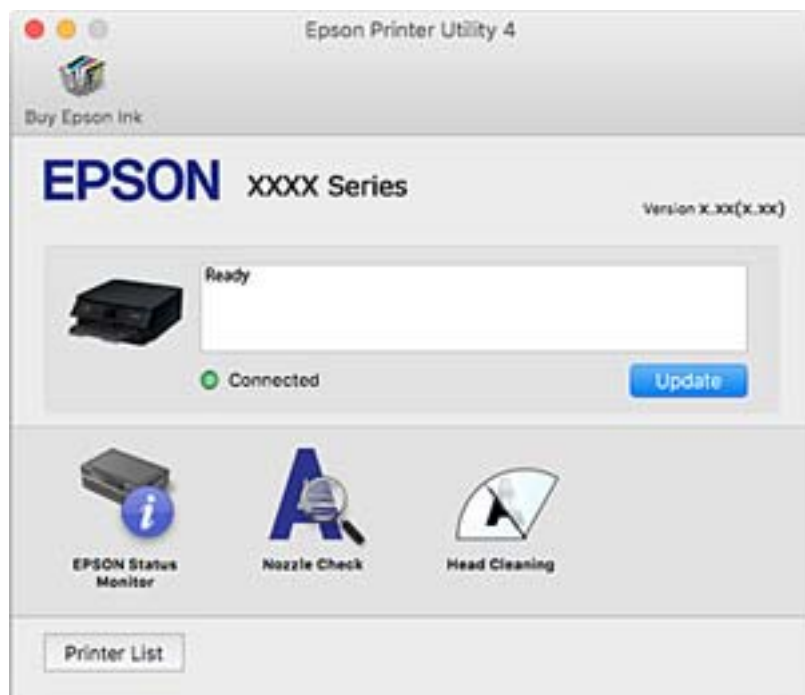 Epson Printer Utility 4
Buy Epson Ink
EPSON XXXX Series
Version x.xx(x.xx)
Ready
Connected
Update
EPSON Status
Monitor
Nozzle Check
Head Cleaning
Printer List